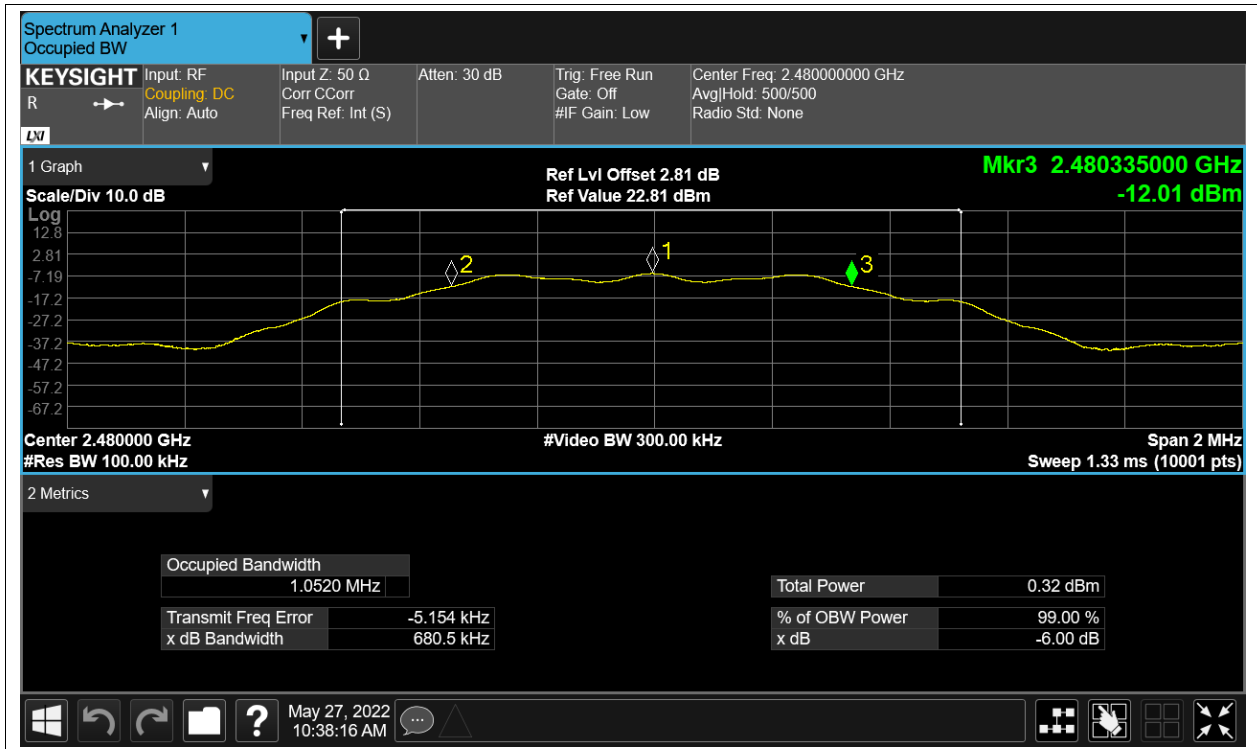 Spectrum Analyzer 1
Occupied BW
+
KEYSIGHT
R
LXI
Input: RF
Coupling: DC
Align: Auto
Input Z: 50 Ω
Corr CCorr
Freq Ref: Int (S)
Atten: 30 dB
Trig: Free Run
Gate: Off
#IF Gain: Low
Center Freq: 2.480000000 GHz
Avg|Hold: 500/500
Radio Std: None
1 Graph
Scale/Div 10.0 dB
Ref Lvl Offset 2.81 dB
Ref Value 22.81 dBm
Mkr3 2.480335000 GHz
-12.01 dBm
Log
12.8
2.81
-7.19
-17.2
-27.2
-37.2
-47.2
-57.2
-67.2
2
1
3
Center 2.480000 GHz
#Res BW 100.00 kHz
#Video BW 300.00 kHz
Span 2 MHz
Sweep 1.33 ms (10001 pts)
2 Metrics
Occupied Bandwidth
1.0520 MHz
Transmit Freq Error -5.154 kHz
x dB Bandwidth 680.5 kHz
Total Power 0.32 dBm
% of OBW Power 99.00 %
x dB -6.00 dB
?
May 27, 2022
10:38:16 AM